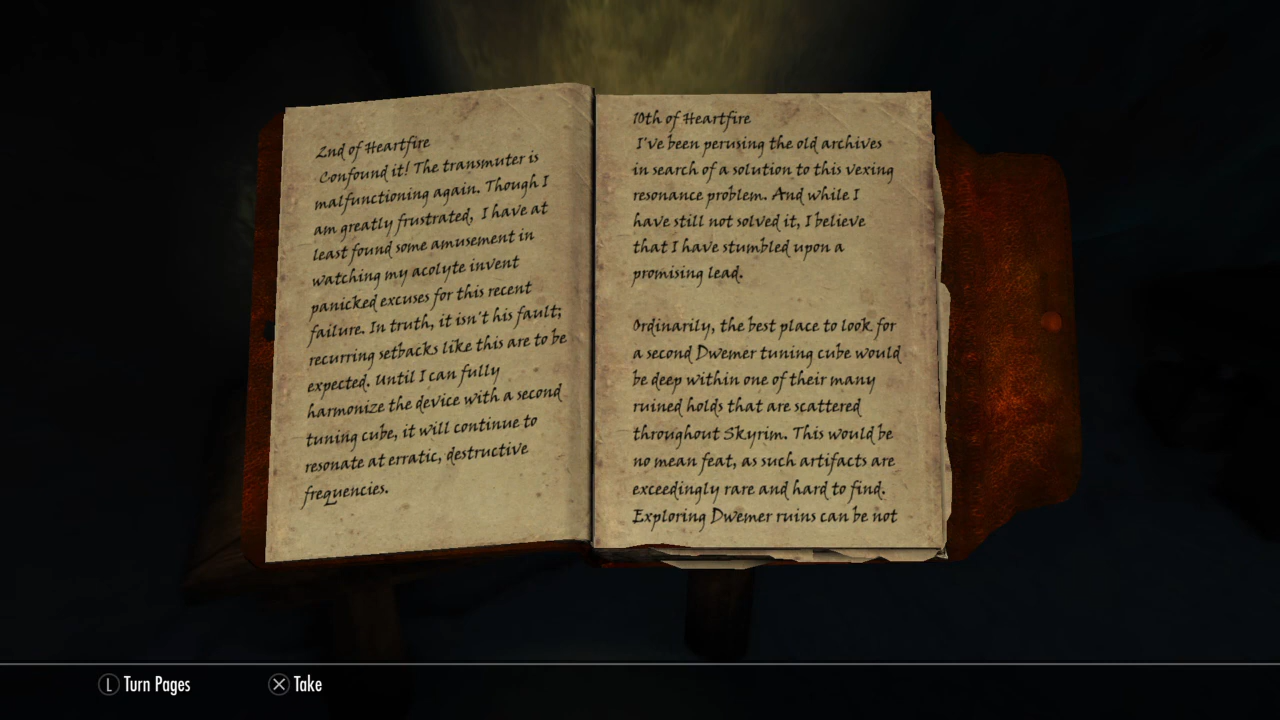 2nd of Heartfire
Confound it! The transmuter is
malfunctioning again. Though I
am greatly frustrated, I have at
least found some amusement in
watching my acolyte invent
panicked excuses for this recent
failure. In truth, it isn't his fault;
recurring setbacks like this are to be
expected. Until I can fully
harmonize the device with a second
tuning cube, it will continue to
resonate at erratic, destructive
frequencies.
10th of Heartfire
I've been perusing the old archives
in search of a solution to this vexing
resonance problem. And while I
have still not solved it, I believe
that I have stumbled upon a
promising lead.
Ordinarily, the best place to look for
a second Dwemer tuning cube would
be deep within one of their many
ruined holds that are scattered
throughout Skyrim. This would be
no mean feat, as such artifacts are
exceedingly rare and hard to find.
Exploring Dwemer ruins can be not
L Turn Pages
X Take